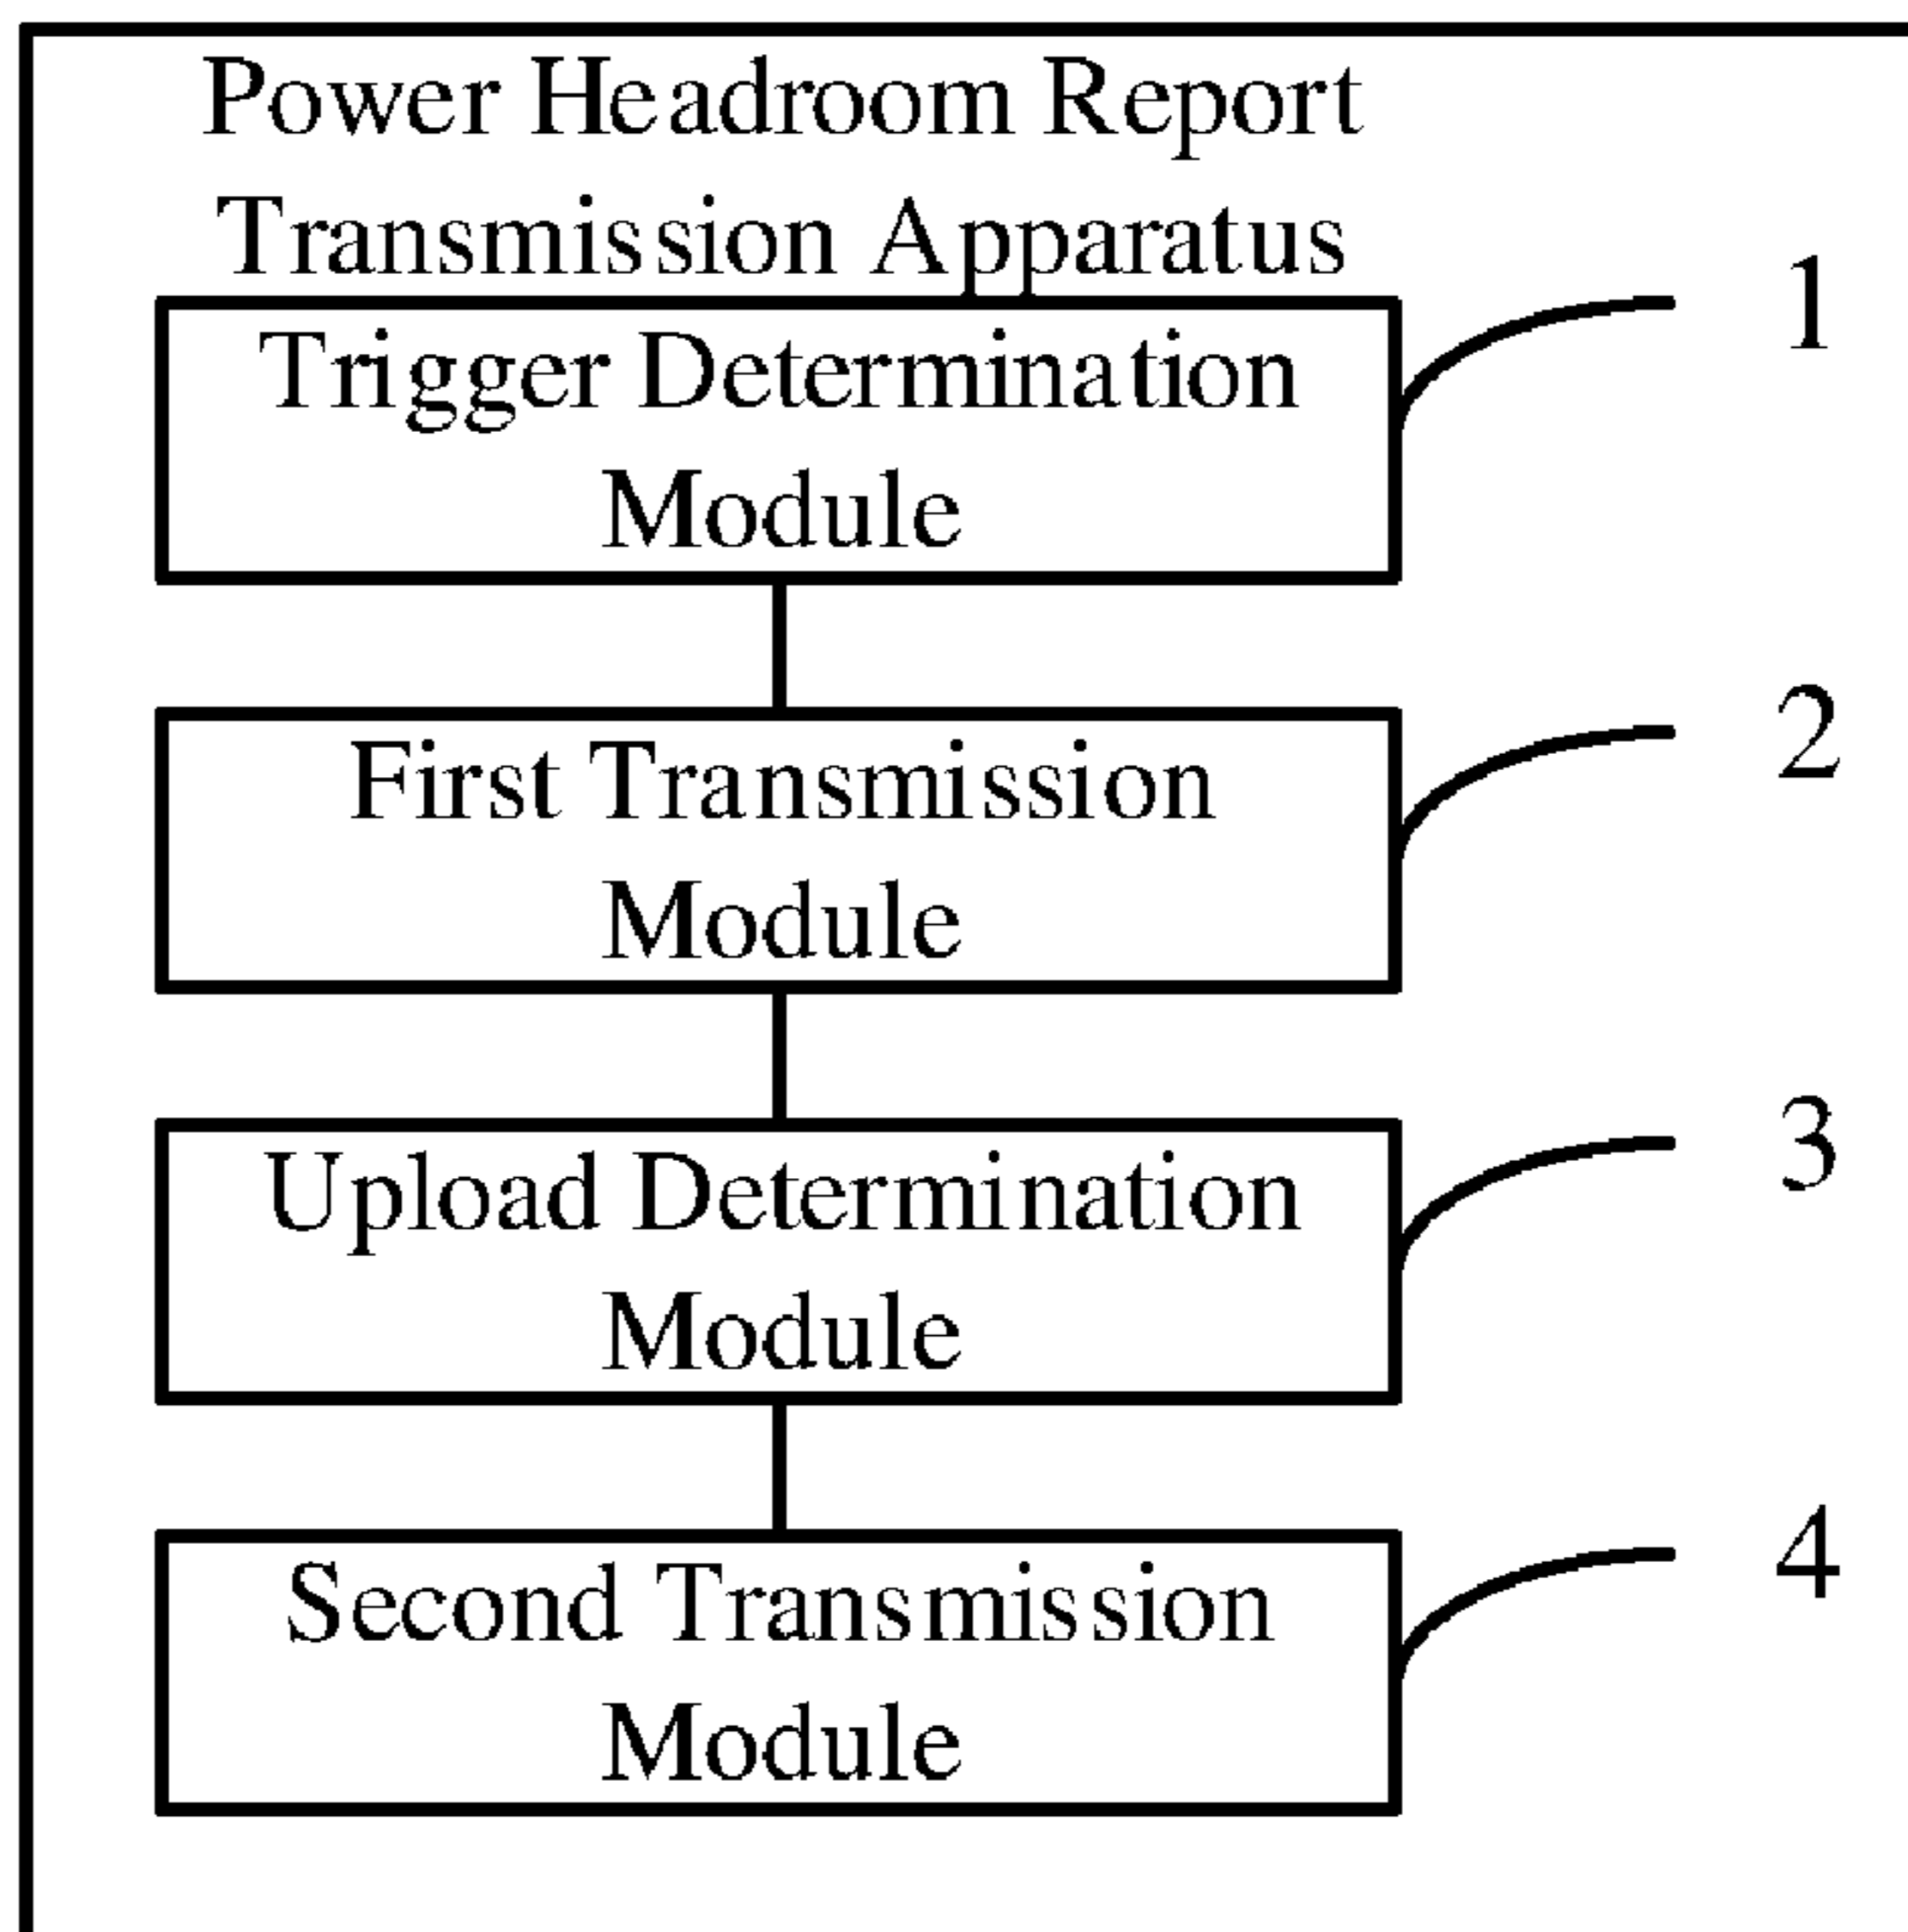 Power Headroom Report
Transmission Apparatus
Trigger Determination
Module
1
First Transmission
Module
2
Upload Determination
Module
3
Second Transmission
Module
4